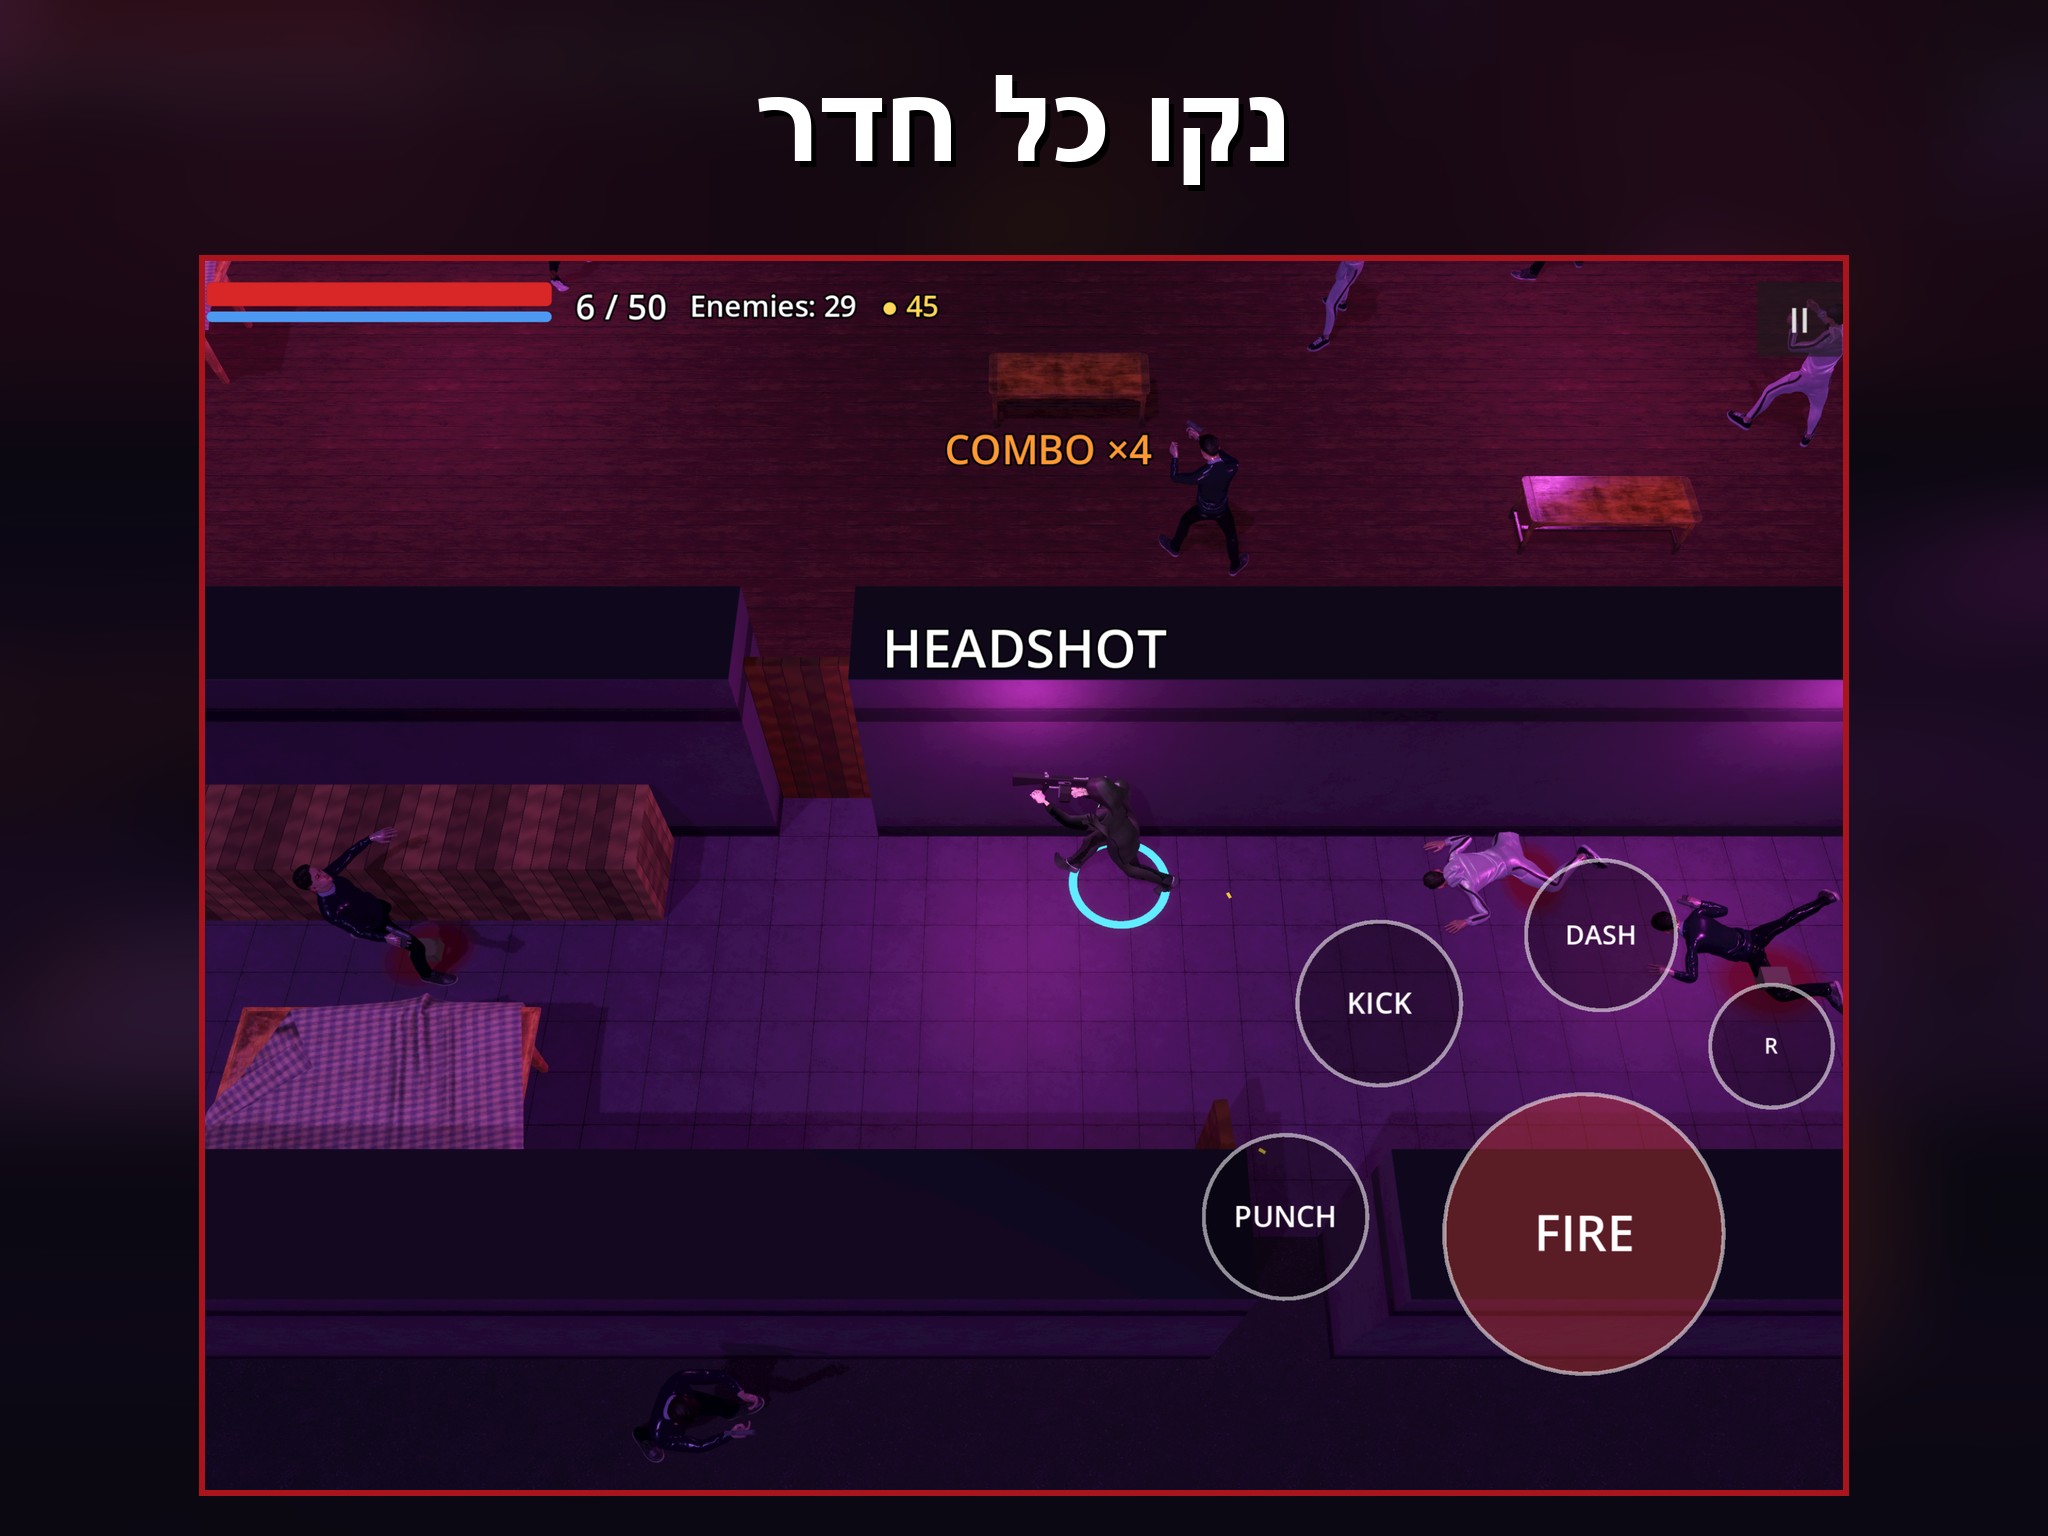 נקו כל חדר
6 / 50 Enemies: 29 45
COMBO ×4
HEADSHOT
DASH
KICK
R
PUNCH
FIRE